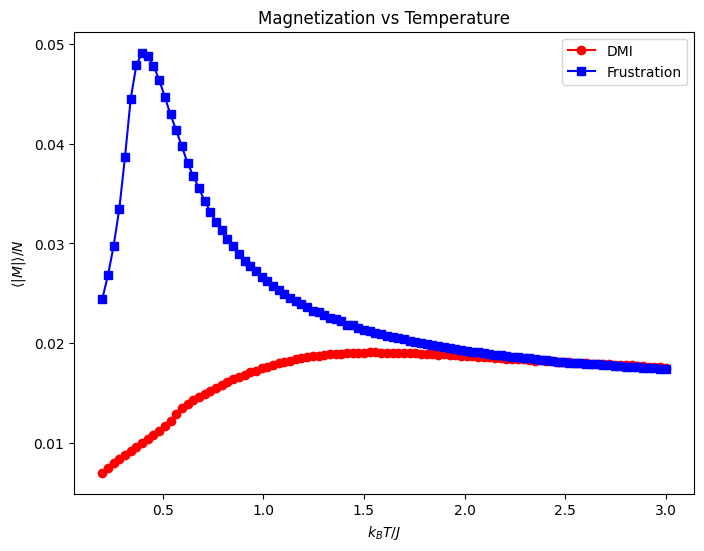 Magnetization vs Temperature
DMI
Frustration
⟨|M|⟩/N
0.05
0.04
0.03
0.02
0.01
0.5
1.0
1.5
2.0
2.5
3.0
k_BT/J